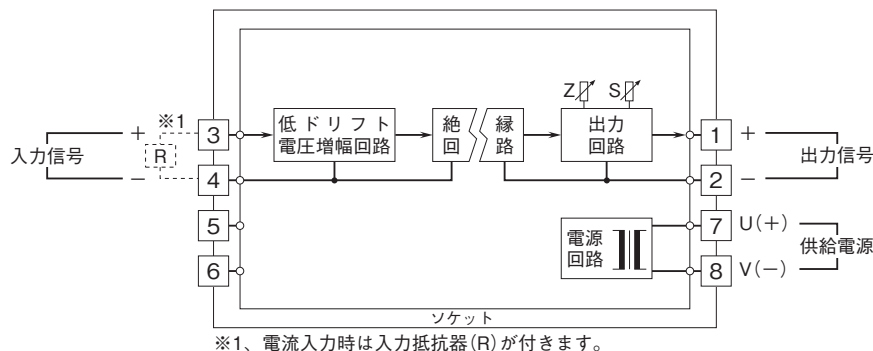 ※1
入力信号
+
R
−
3
4
5
6
低ドリフト
電圧増幅回路
絶
回
縁
路
Z
S
出力
回路
電源
回路
1
+
2
−
出力信号
7
U(+)
8
V(−)
供給電源
ソケット
※1、電流入力時は入力抵抗器(R)が付きます。